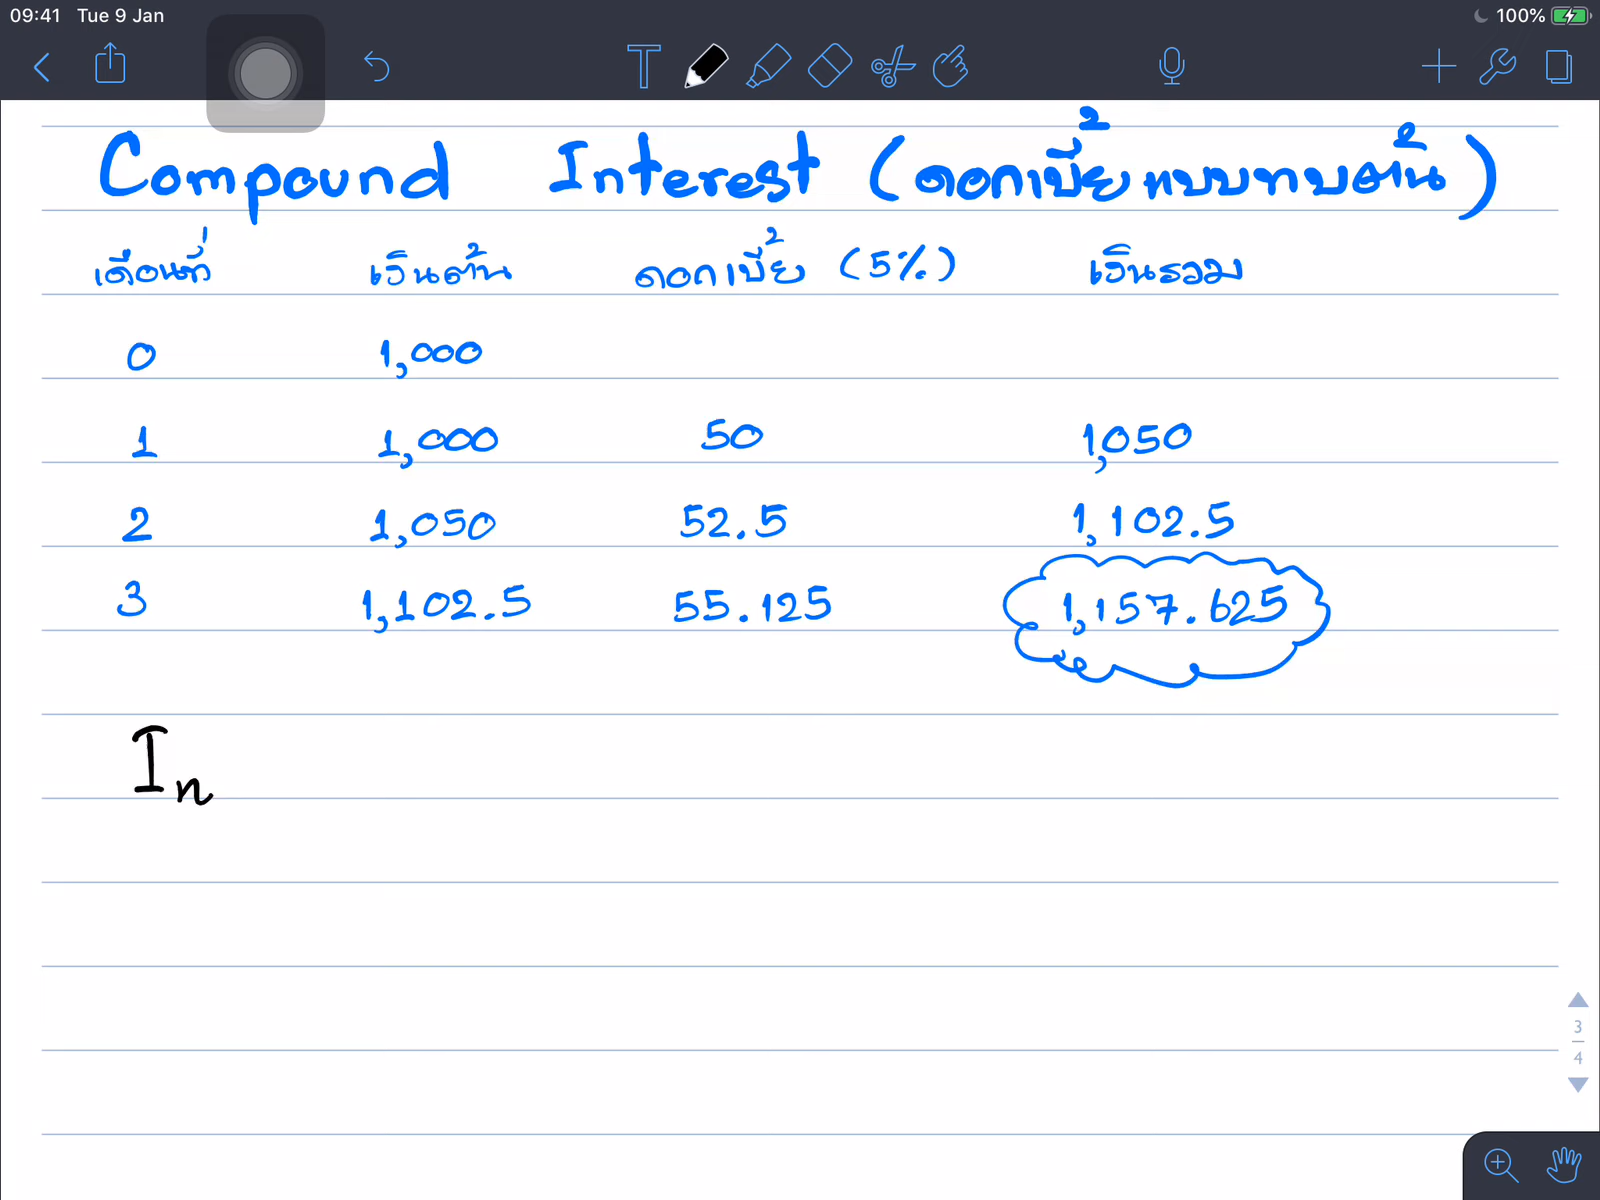 09:41 Tue 9 Jan 100%
Compound Interest (ดอกเบี้ยแบบทบต้น)
เดือนที่ เงินต้น ดอกเบี้ย (5%) เงินรวม
0 1,000
1 1,000 50 1,050
2 1,050 52.5 1,102.5
3 1,102.5 55.125 1,157.625
In
3
4